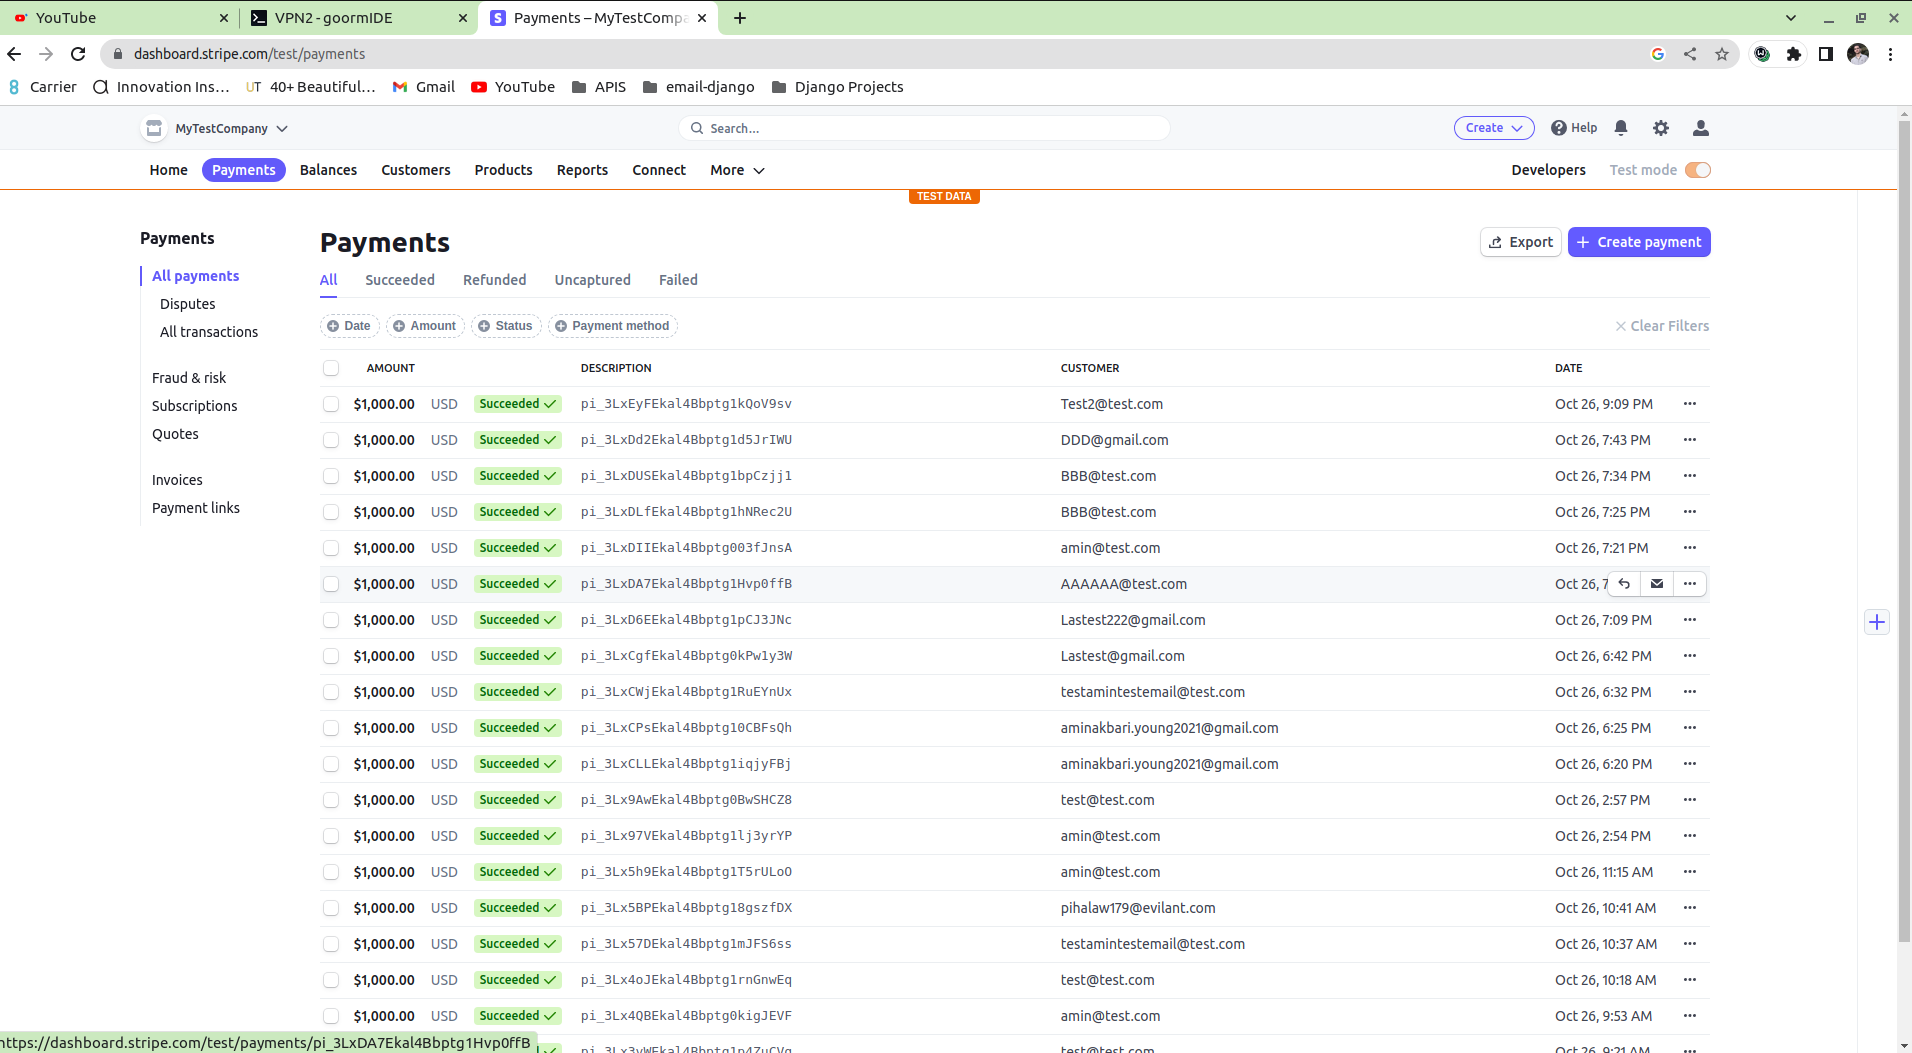 YouTube VPN2 - goormIDE Payments – MyTestCompa
dashboard.stripe.com/test/payments
Carrier Innovation Ins... UT 40+ Beautiful... Gmail YouTube APIS email-django Django Projects
MyTestCompany Search... Create Help
Home Payments Balances Customers Products Reports Connect More Developers Test mode
TEST DATA
Payments
All payments
Disputes
All transactions
Fraud & risk
Subscriptions
Quotes
Invoices
Payment links
Payments Export Create payment
All Succeeded Refunded Uncaptured Failed
Date Amount Status Payment method Clear Filters
AMOUNT DESCRIPTION CUSTOMER DATE
$1,000.00 USD Succeeded pi_3LxEyFEkal4Bbptg1kQoV9sv Test2@test.com Oct 26, 9:09 PM
$1,000.00 USD Succeeded pi_3LxDd2Ekal4Bbptg1d5JrIWU DDD@gmail.com Oct 26, 7:43 PM
$1,000.00 USD Succeeded pi_3LxDUSEkal4Bbptg1bpCzjj1 BBB@test.com Oct 26, 7:34 PM
$1,000.00 USD Succeeded pi_3LxDLfEkal4Bbptg1hNRec2U BBB@test.com Oct 26, 7:25 PM
$1,000.00 USD Succeeded pi_3LxDIIEkal4Bbptg003fJnsA amin@test.com Oct 26, 7:21 PM
$1,000.00 USD Succeeded pi_3LxDA7Ekal4Bbptg1Hvp0ffB AAAAAA@test.com Oct 26, 7
$1,000.00 USD Succeeded pi_3LxD6EEkal4Bbptg1pCJ3JNc Lastest222@gmail.com Oct 26, 7:09 PM
$1,000.00 USD Succeeded pi_3LxCgfEkal4Bbptg0kPw1y3W Lastest@gmail.com Oct 26, 6:42 PM
$1,000.00 USD Succeeded pi_3LxCWjEkal4Bbptg1RuEYnUx testamintestemail@test.com Oct 26, 6:32 PM
$1,000.00 USD Succeeded pi_3LxCPsEkal4Bbptg10CBFsQh aminakbari.young2021@gmail.com Oct 26, 6:25 PM
$1,000.00 USD Succeeded pi_3LxCLLEkal4Bbptg1iqjyFBj aminakbari.young2021@gmail.com Oct 26, 6:20 PM
$1,000.00 USD Succeeded pi_3Lx9AwEkal4Bbptg0BwSHCZ8 test@test.com Oct 26, 2:57 PM
$1,000.00 USD Succeeded pi_3Lx97VEkal4Bbptg1lj3yrYP amin@test.com Oct 26, 2:54 PM
$1,000.00 USD Succeeded pi_3Lx5h9Ekal4Bbptg1T5rULoO amin@test.com Oct 26, 11:15 AM
$1,000.00 USD Succeeded pi_3Lx5BPEkal4Bbptg18gszfDX pihalaw179@evilant.com Oct 26, 10:41 AM
$1,000.00 USD Succeeded pi_3Lx57DEkal4Bbptg1mJFS6ss testamintestemail@test.com Oct 26, 10:37 AM
$1,000.00 USD Succeeded pi_3Lx4oJEkal4Bbptg1rnGnwEq test@test.com Oct 26, 10:18 AM
$1,000.00 USD Succeeded pi_3Lx4QBEkal4Bbptg0kigJEVF amin@test.com Oct 26, 9:53 AM
test@test.com Oct 26, 9:21 AM
https://dashboard.stripe.com/test/payments/pi_3LxDA7Ekal4Bbptg1Hvp0ffB